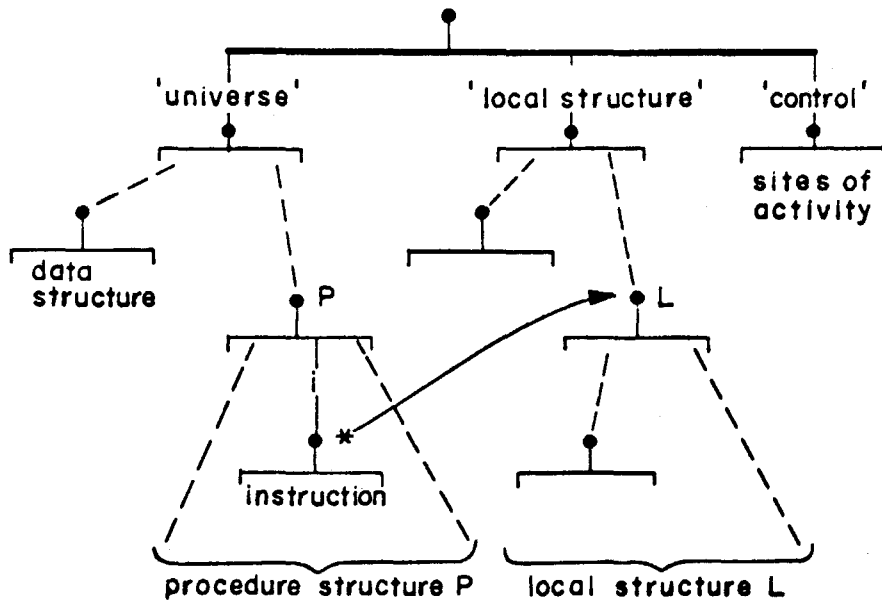 'universe' 'local structure' 'control'
sites of
activity
data
structure
P
L
*
instruction
procedure structure P local structure L